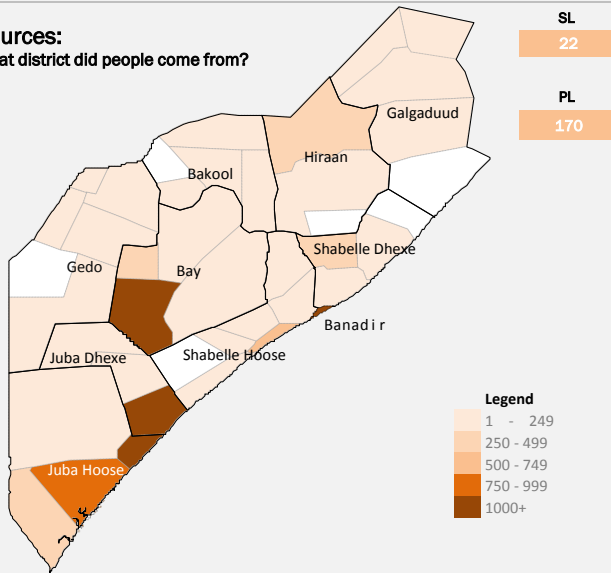 urces:
at district did people come from?
SL
22
PL
170
Galgaduud
Hiraan
Bakool
Shabelle Dhexe
Gedo
Bay
Banadir
Juba Dhexe
Shabelle Hoose
Juba Hoose
Legend
1 - 249
250 - 499
500 - 749
750 - 999
1000+